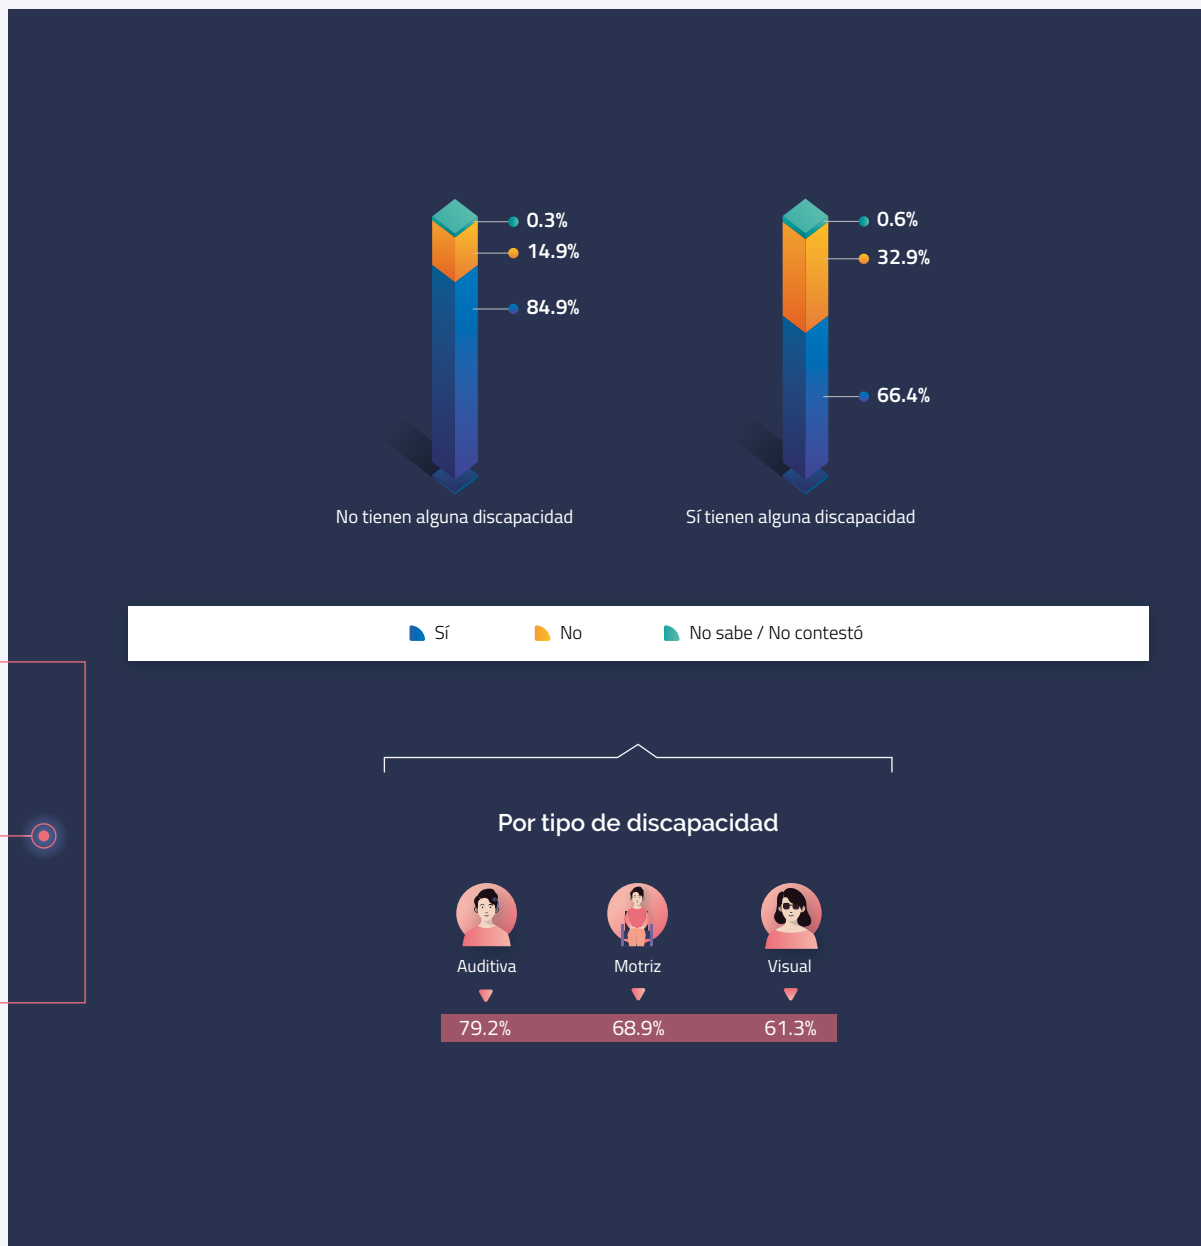 0.3%
14.9%
84.9%
No tienen alguna discapacidad
0.6%
32.9%
66.4%
Sí tienen alguna discapacidad
Sí No No sabe / No contestó
Por tipo de discapacidad
Auditiva Motriz Visual
79.2% 68.9% 61.3%